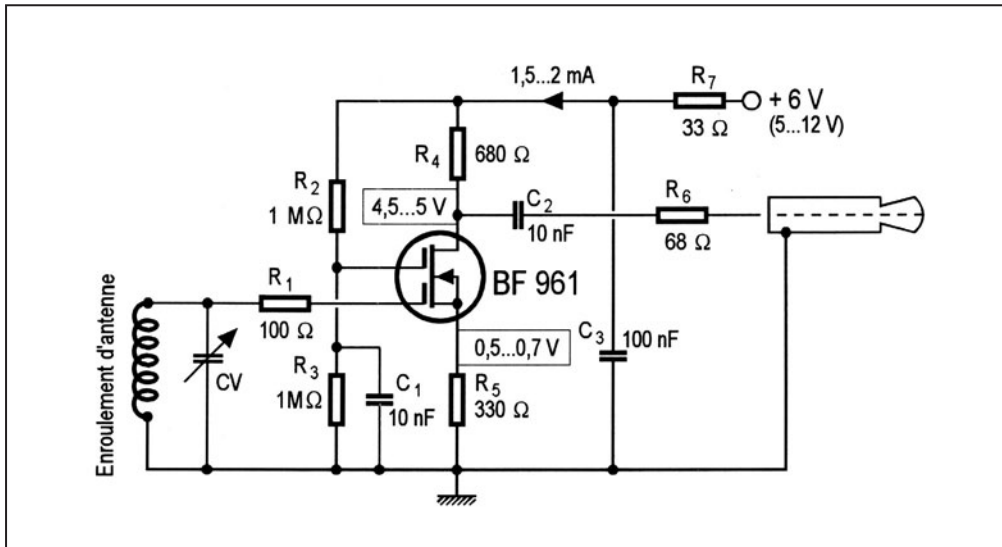 1,5...2 mA
R7
33 Ω
+ 6 V
(5...12 V)
R4
680 Ω
R2
1 MΩ
4,5...5 V
C2
10 nF
R6
68 Ω
BF 961
R1
100 Ω
Enroulement d'antenne
CV
R3
1MΩ
C1
10 nF
0,5...0,7 V
R5
330 Ω
C3
100 nF